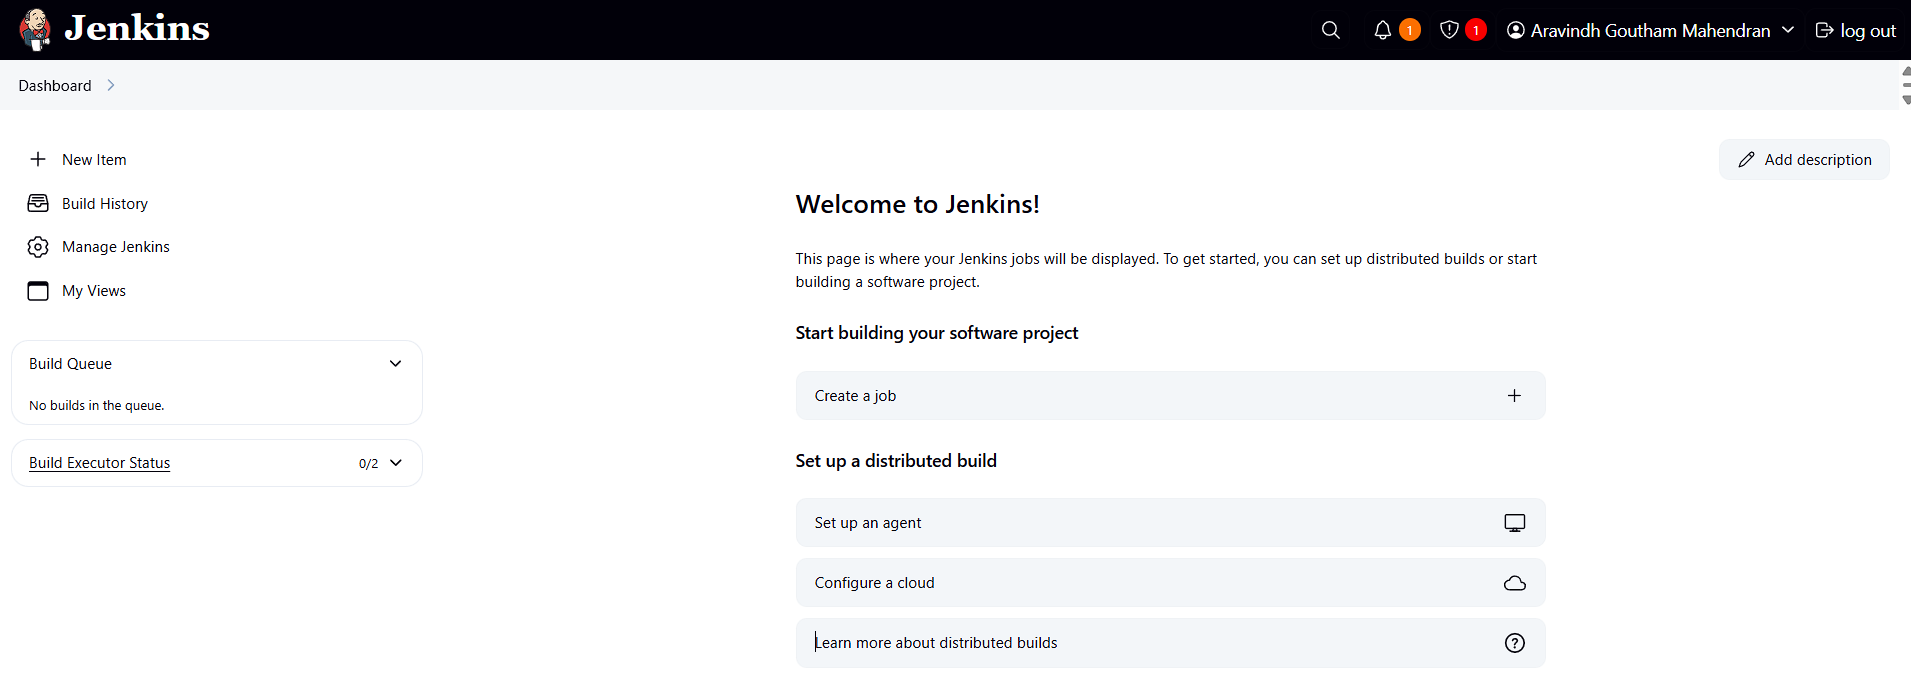 Jenkins
1
1
Aravindh Goutham Mahendran
log out
Dashboard
New Item
Build History
Manage Jenkins
My Views
Build Queue
No builds in the queue.
Build Executor Status
0/2
Add description
Welcome to Jenkins!
This page is where your Jenkins jobs will be displayed. To get started, you can set up distributed builds or start
building a software project.
Start building your software project
Create a job
Set up a distributed build
Set up an agent
Configure a cloud
Learn more about distributed builds